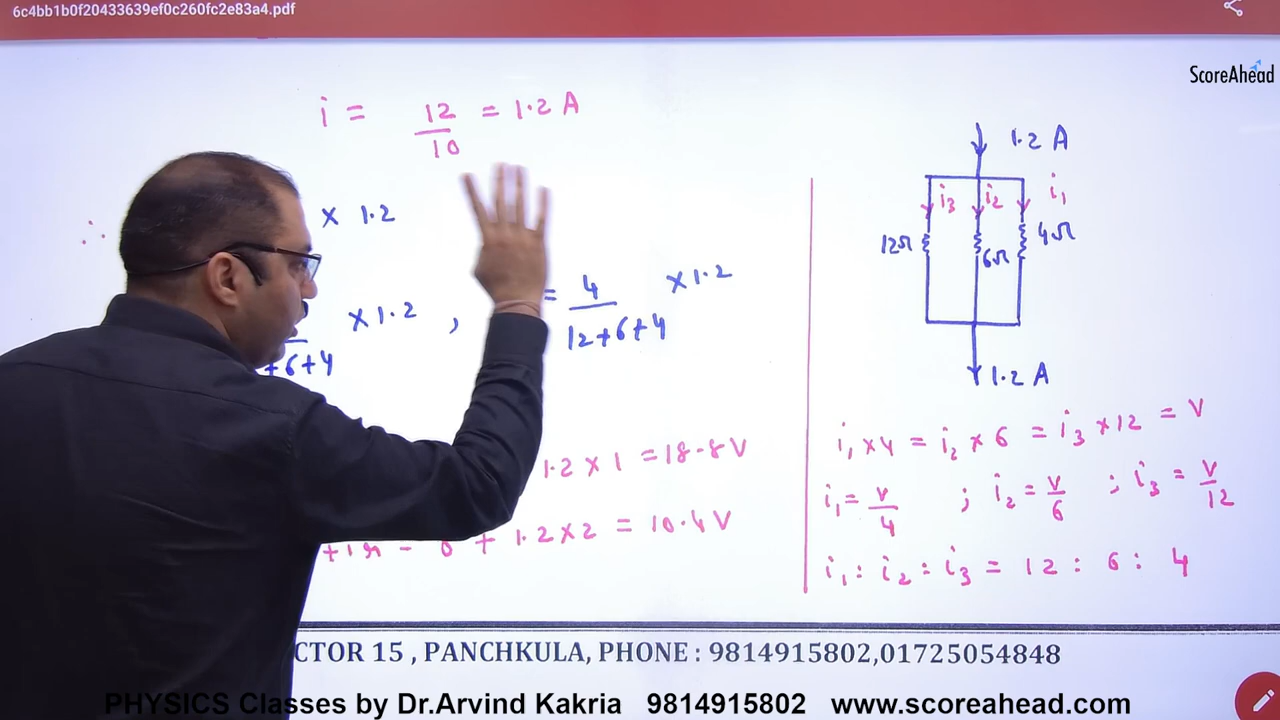 6c4bb1b0f20433639ef0c260fc2e83a4.pdf
ScoreAhead
i = 12/10 = 1.2 A
∴
× 1.2
+6+4 × 1.2 ,
= 4/12+6+4 × 1.2
1.2 × 1 = 18.8 V
+ 1.2 × 2 = 10.4 V
1.2 A
i₃ i₂ i₁
12Ω 6Ω 4Ω
1.2 A
i₁ × 4 = i₂ × 6 = i₃ × 12 = V
i₁ = V/4 ; i₂ = V/6 ; i₃ = V/12
i₁ : i₂ : i₃ = 12 : 6 : 4
CTOR 15 , PANCHKULA, PHONE : 9814915802,01725054848
PHYSICS Classes by Dr.Arvind Kakria 9814915802 www.scoreahead.com